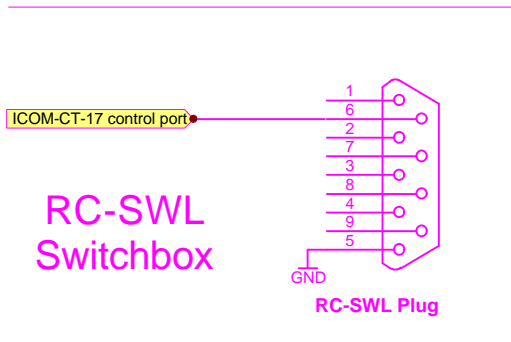 1
ICOM-CT-17 control port
6
2
7
3
8
4
9
5
RC-SWL
Switchbox
GND
RC-SWL Plug